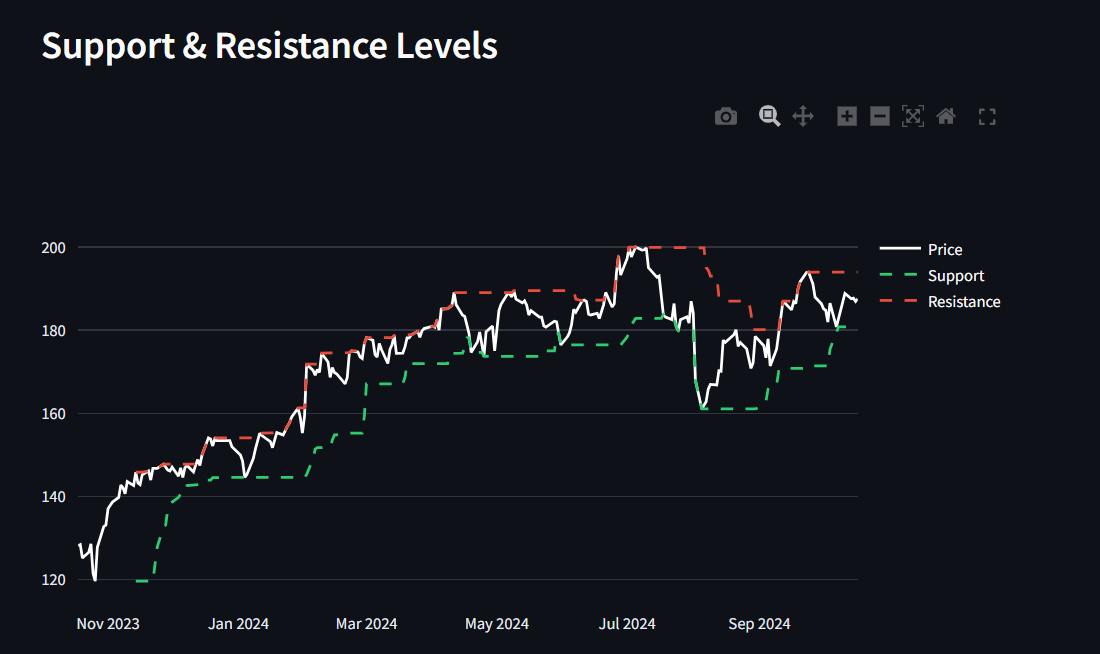 Support & Resistance Levels
200
180
160
140
120
Nov 2023
Jan 2024
Mar 2024
May 2024
Jul 2024
Sep 2024
Price
Support
Resistance